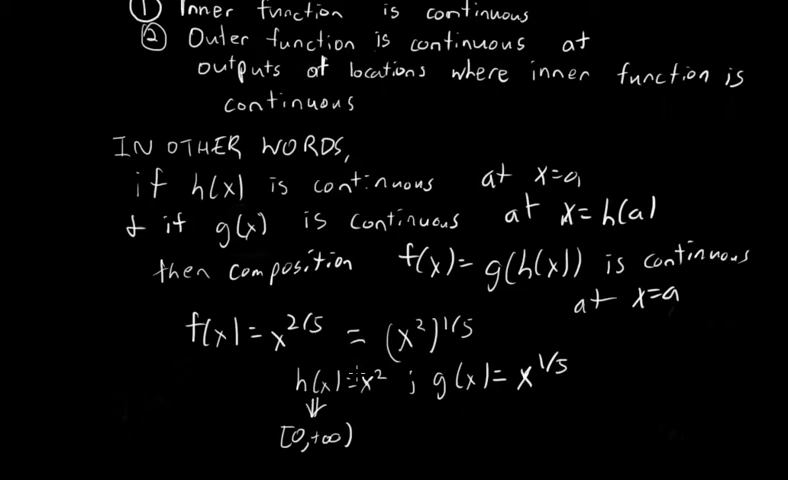 ① Inner function is continuous
② Outer function is continuous at
outputs of locations where inner function is
continuous
IN OTHER WORDS,
if h(x) is continuous at x=a,
& if g(x) is continuous at x=h(a)
then composition f(x)=g(h(x)) is continuous
at x=a
f(x)=x^2/5 = (x^2)^1/5
h(x)=x^2 ; g(x)=x^1/5
⇓
[0,+∞)